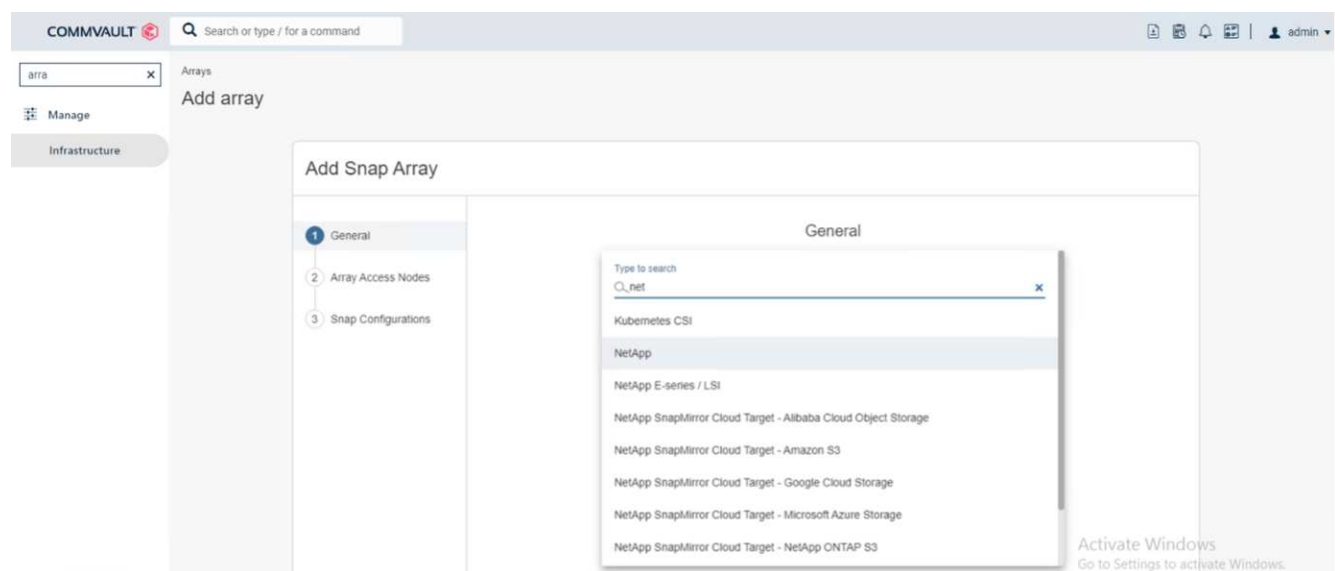 COMMVAULT
Search or type / for a command
admin
arra
Manage
Infrastructure
Arrays
Add array
Add Snap Array
1 General
2 Array Access Nodes
3 Snap Configurations
General
Type to search
net
Kubernetes CSI
NetApp
NetApp E-series / LSI
NetApp SnapMirror Cloud Target - Alibaba Cloud Object Storage
NetApp SnapMirror Cloud Target - Amazon S3
NetApp SnapMirror Cloud Target - Google Cloud Storage
NetApp SnapMirror Cloud Target - Microsoft Azure Storage
NetApp SnapMirror Cloud Target - NetApp ONTAP S3
Activate Windows
Go to Settings to activate Windows.